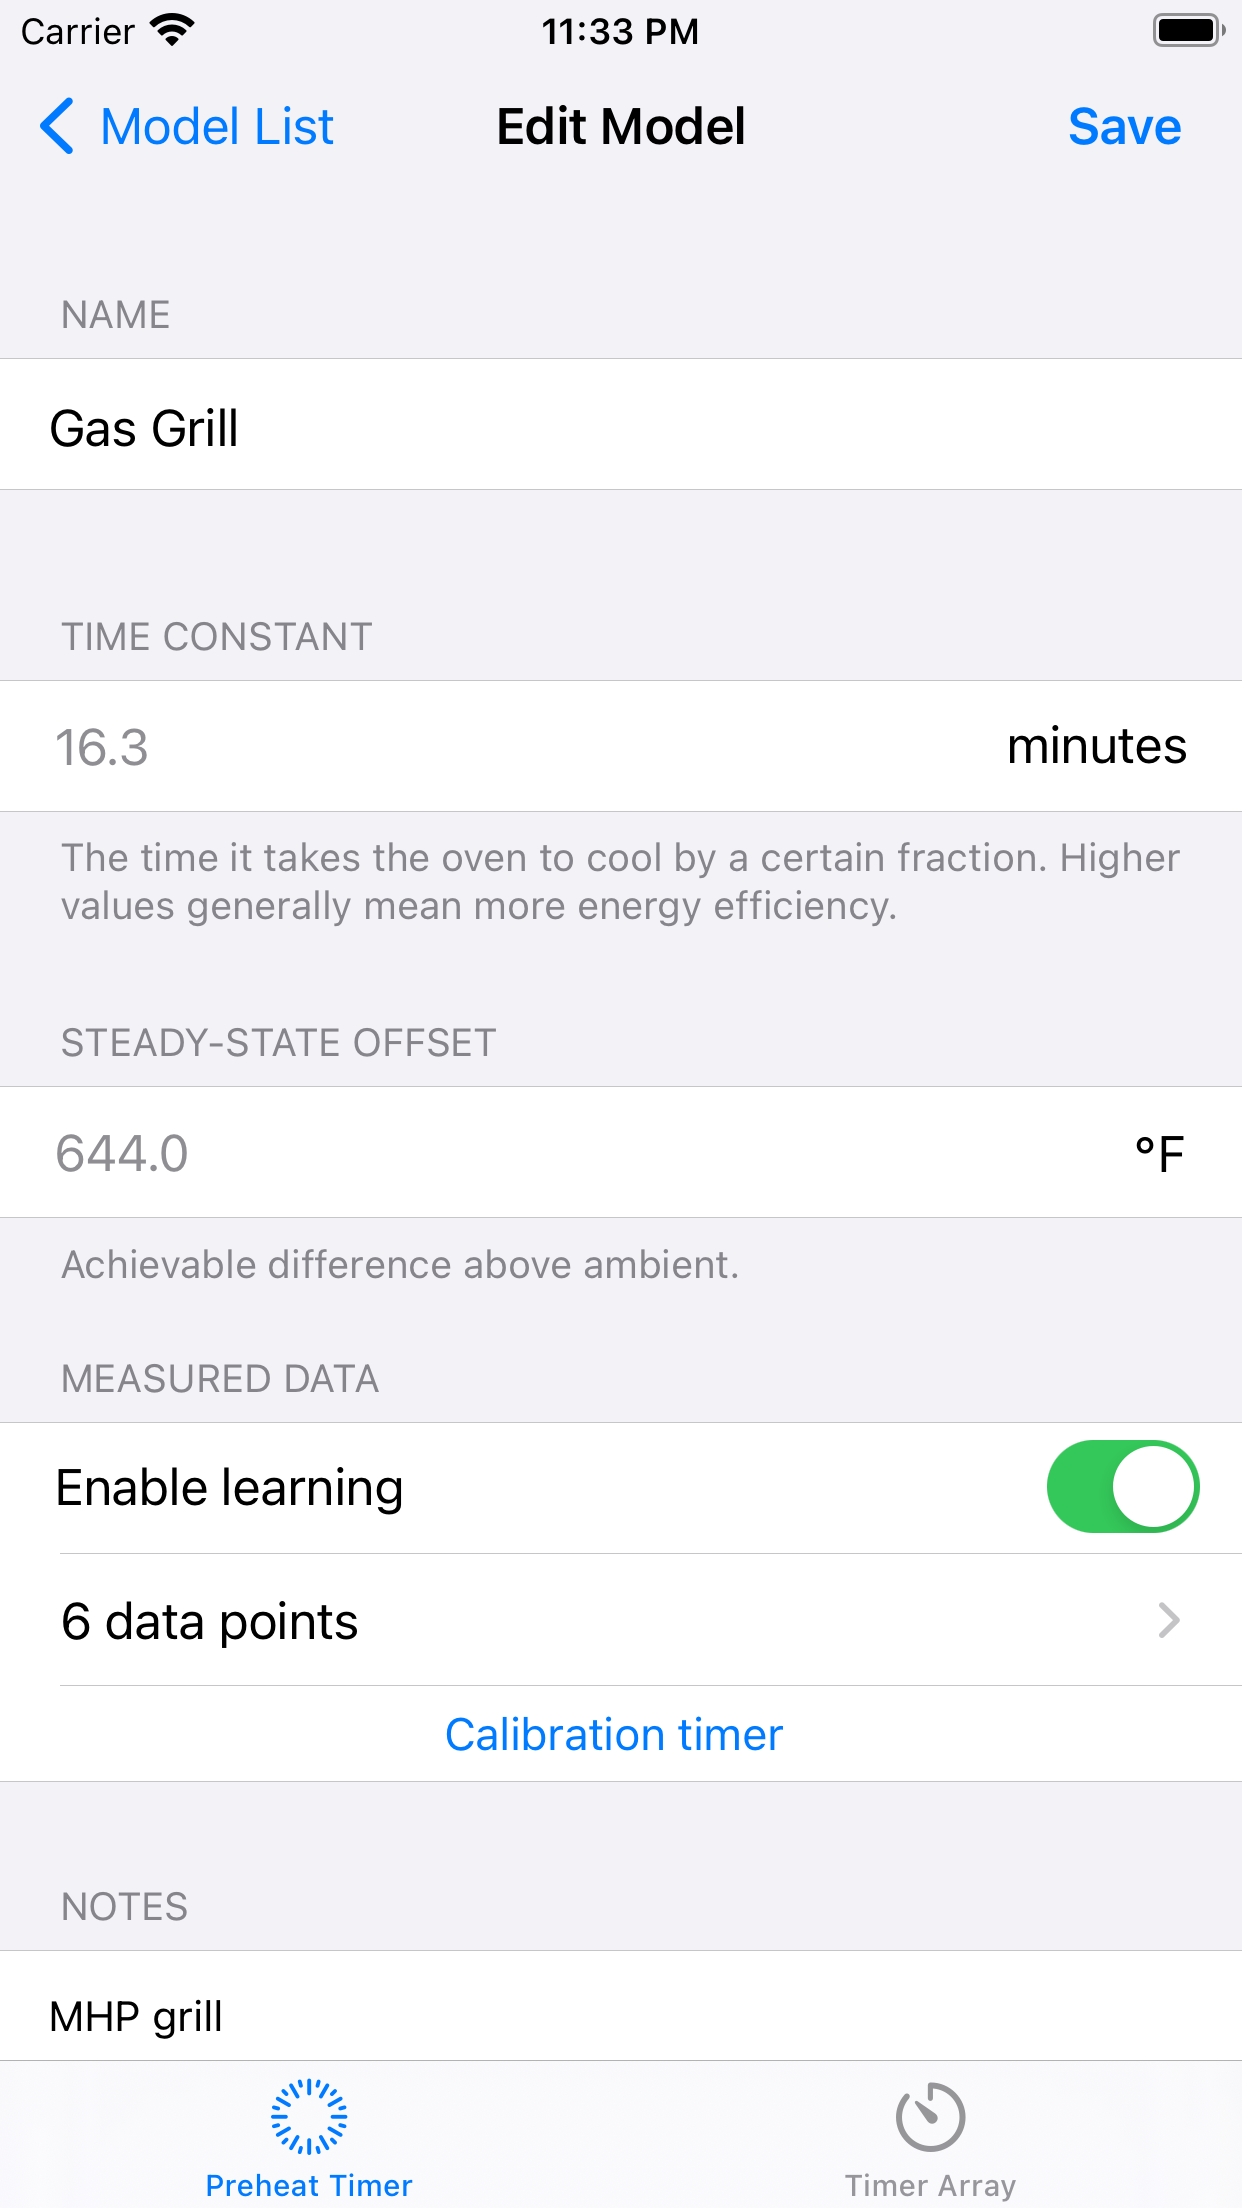 Carrier 11:33 PM
Model List Edit Model Save
NAME
Gas Grill
TIME CONSTANT
16.3 minutes
The time it takes the oven to cool by a certain fraction. Higher
values generally mean more energy efficiency.
STEADY-STATE OFFSET
644.0 °F
Achievable difference above ambient.
MEASURED DATA
Enable learning
6 data points
Calibration timer
NOTES
MHP grill
Preheat Timer Timer Array